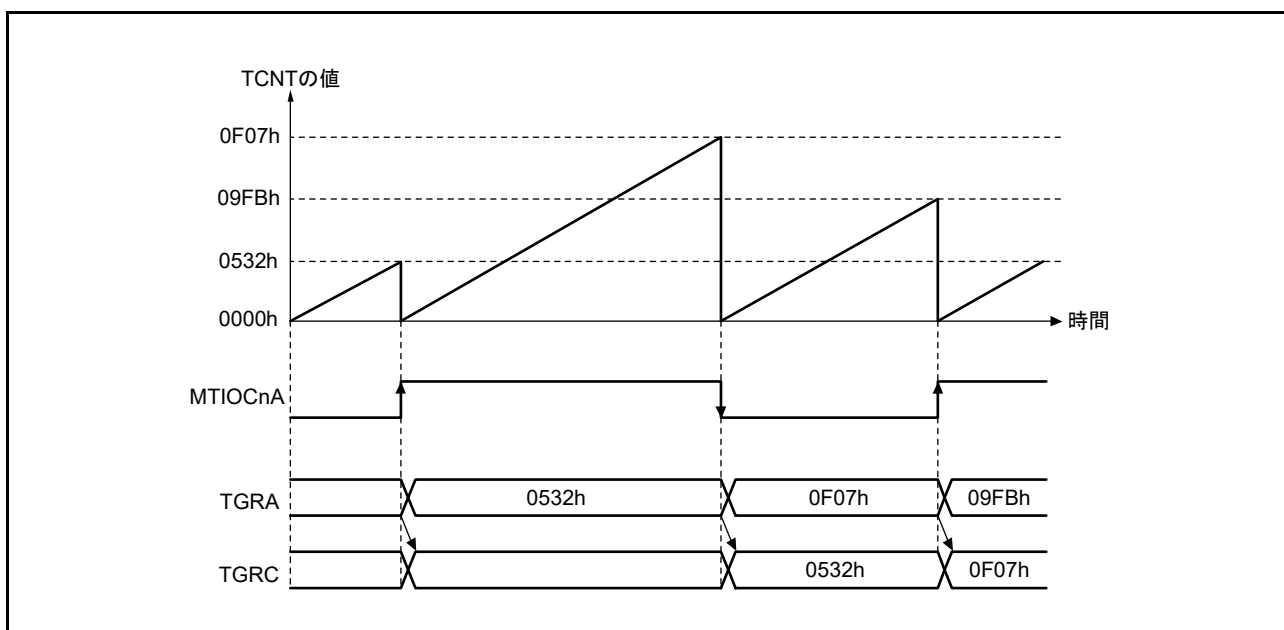 TCNTの値
0F07h
09FBh
0532h
0000h
時間
MTIOCnA
TGRA
0532h
0F07h
09FBh
TGRC
0532h
0F07h